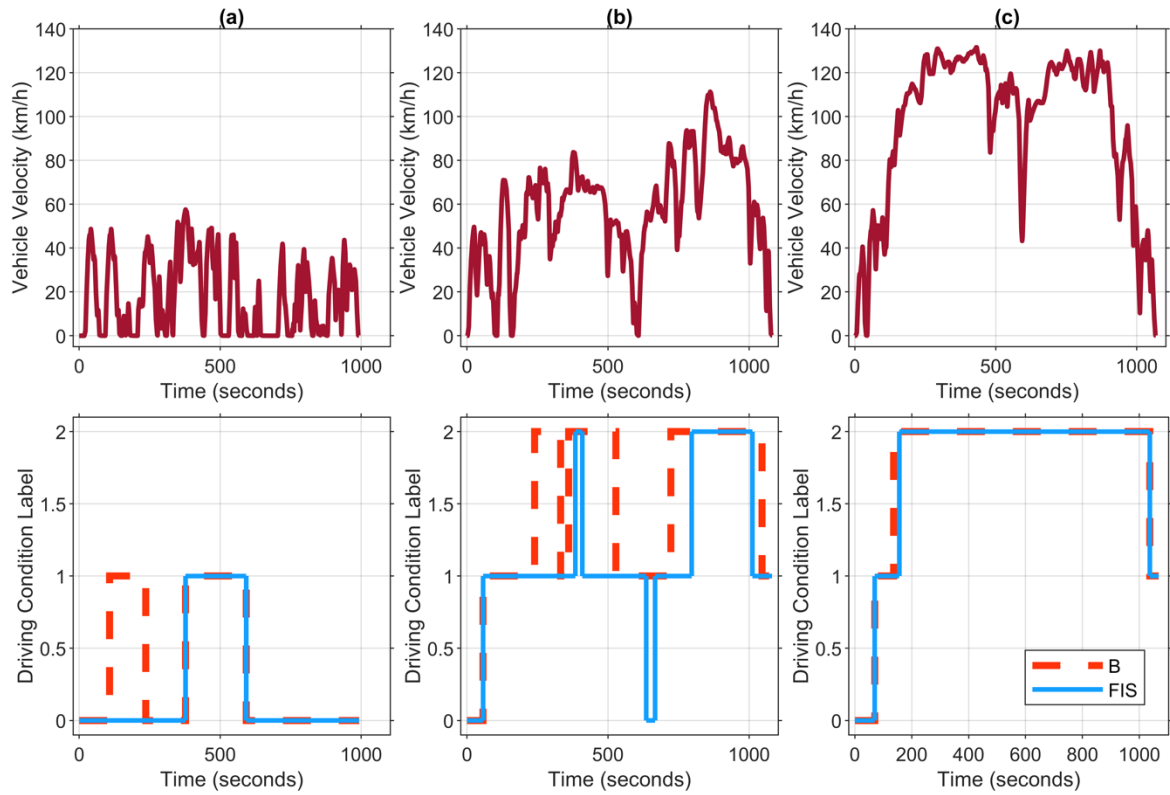 (a)
140
120
100
80
60
40
20
0
Vehicle Velocity (km/h)
0 500 1000
Time (seconds)
(b)
140
120
100
80
60
40
20
0
Vehicle Velocity (km/h)
0 500 1000
Time (seconds)
(c)
140
120
100
80
60
40
20
0
Vehicle Velocity (km/h)
0 500 1000
Time (seconds)
2
1.5
1
0.5
0
Driving Condition Label
0 500 1000
Time (seconds)
2
1.5
1
0.5
0
Driving Condition Label
0 500 1000
Time (seconds)
2
1.5
1
0.5
0
Driving Condition Label
B
FIS
0 200 400 600 800 1000
Time (seconds)